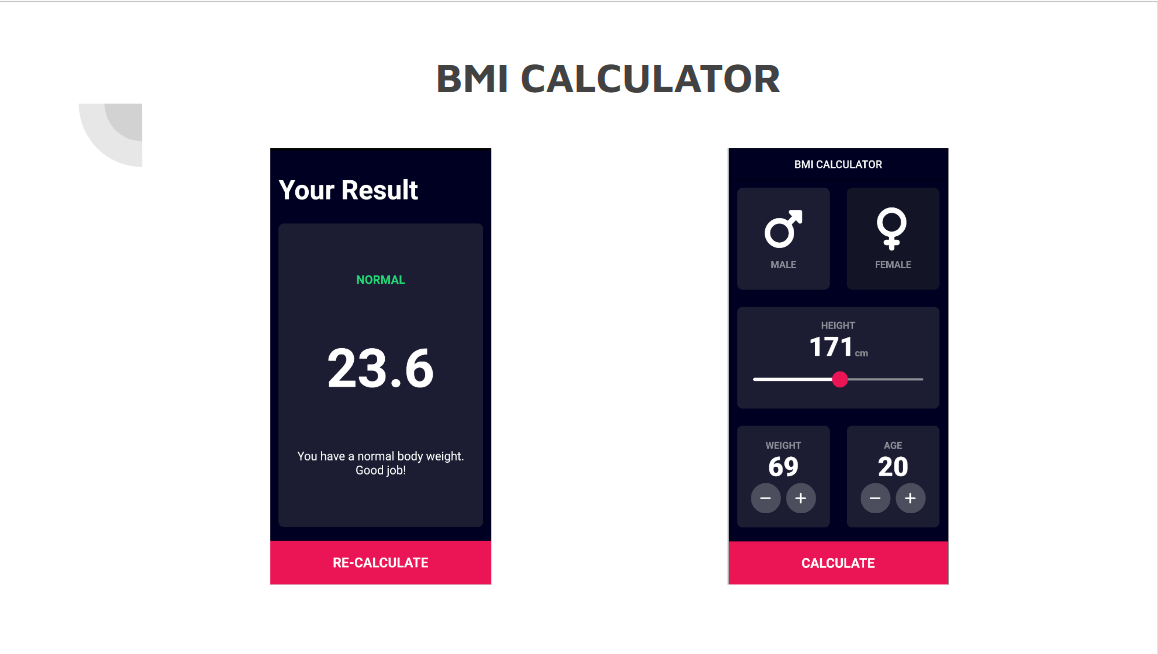 BMI CALCULATOR
Your Result
NORMAL
23.6
You have a normal body weight.
Good job!
RE-CALCULATE
BMI CALCULATOR
MALE
FEMALE
HEIGHT
171 cm
WEIGHT
69
− +
AGE
20
− +
CALCULATE